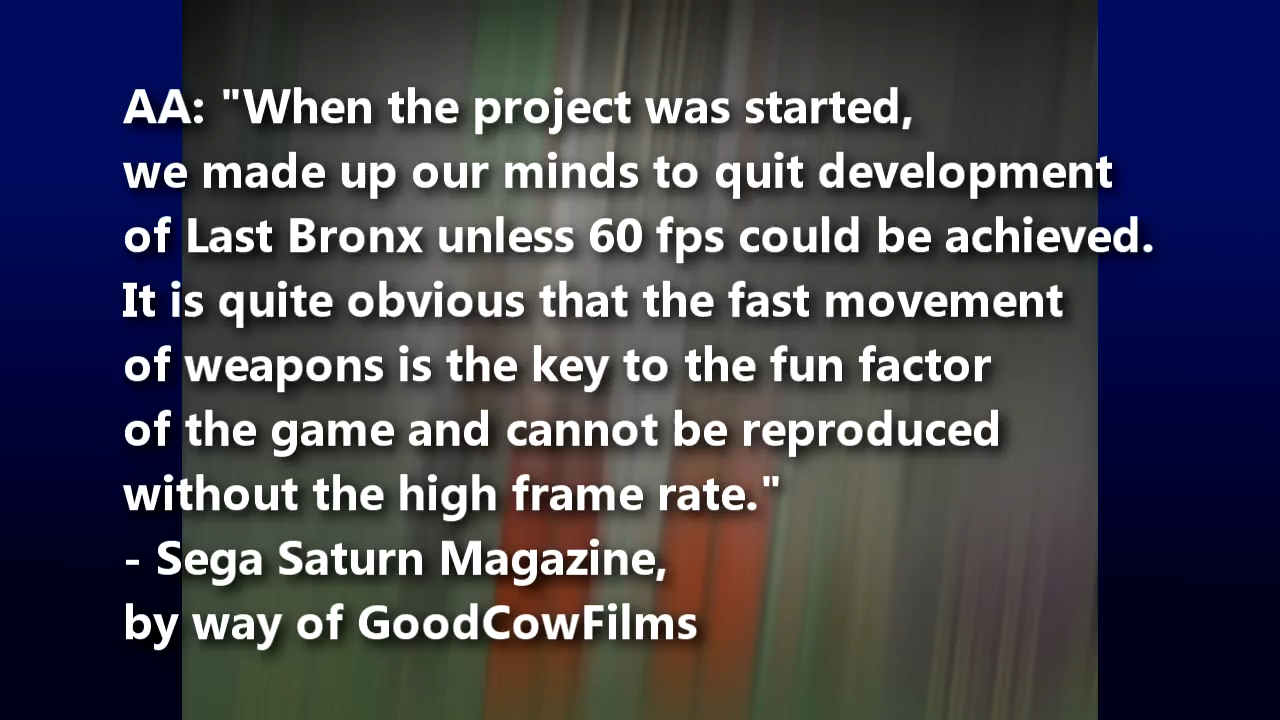 AA: "When the project was started,
we made up our minds to quit development
of Last Bronx unless 60 fps could be achieved.
It is quite obvious that the fast movement
of weapons is the key to the fun factor
of the game and cannot be reproduced
without the high frame rate."
- Sega Saturn Magazine,
by way of GoodCowFilms